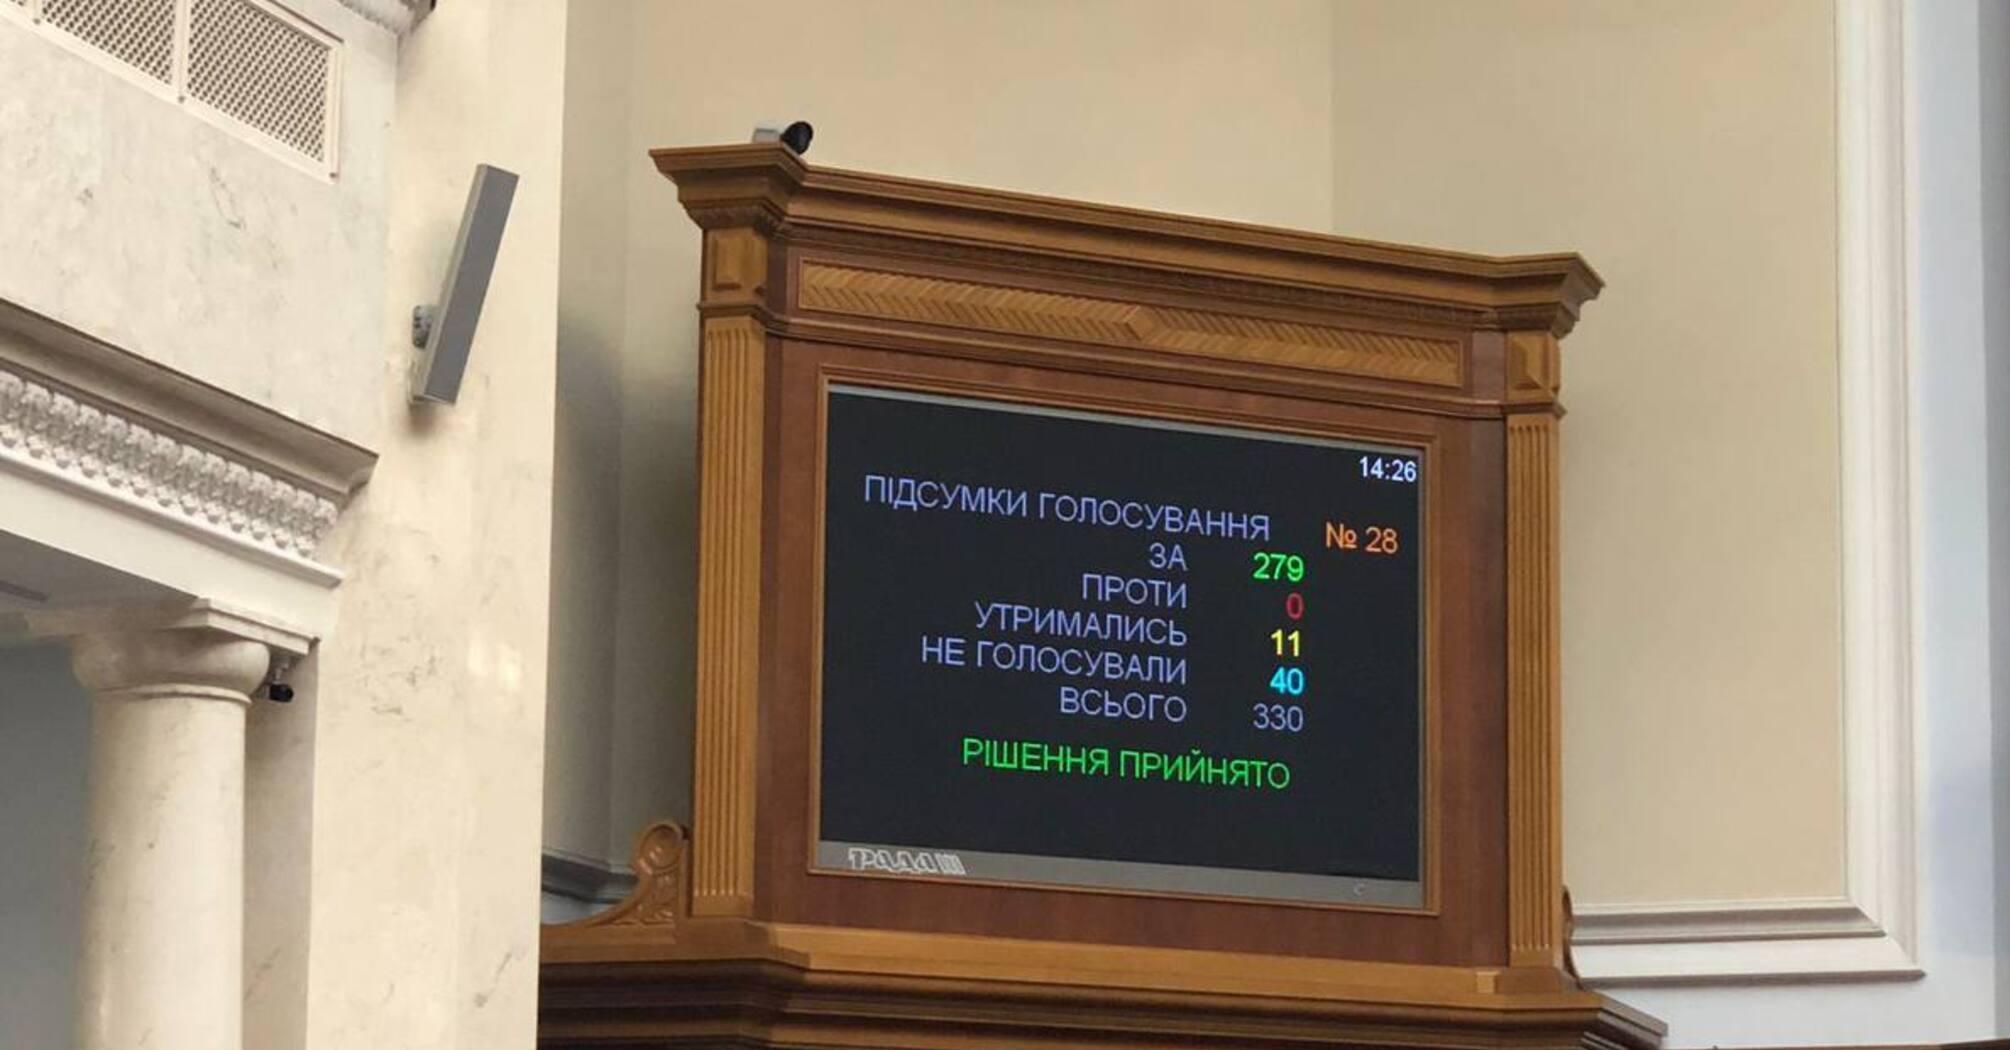 14:26
ПІДСУМКИ ГОЛОСУВАННЯ № 28
ЗА 279
ПРОТИ 0
УТРИМАЛИСЬ 11
НЕ ГОЛОСУВАЛИ 40
ВСЬОГО 330
РІШЕННЯ ПРИЙНЯТО
РАДА III